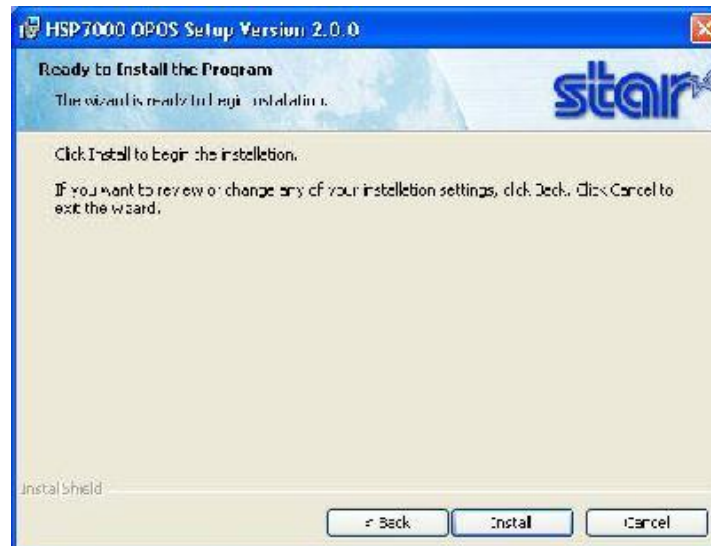 HSP7000 OPOS Setup Version 2.0.0
Ready to Install the Program
The wizard is ready to begin installation.
star
Click Install to begin the installation.
If you want to review or change any of your installation settings, click Back. Click Cancel to
exit the wizard.
InstallShield
< Back
Install
Cancel